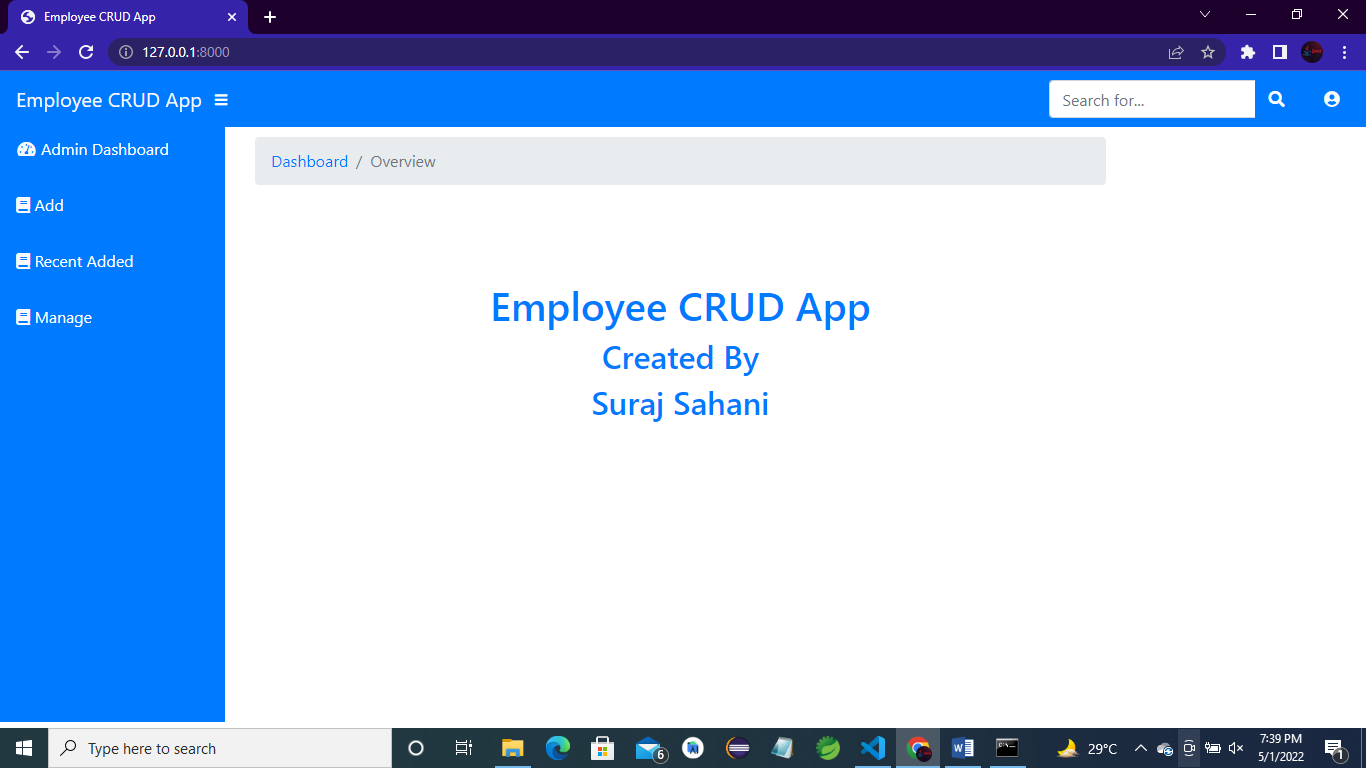 Employee CRUD App
127.0.0.1:8000
Employee CRUD App
Search for...
Admin Dashboard
Dashboard / Overview
Add
Recent Added
Manage
Employee CRUD App
Created By
Suraj Sahani
Type here to search
6
29°C
7:39 PM
5/1/2022
1